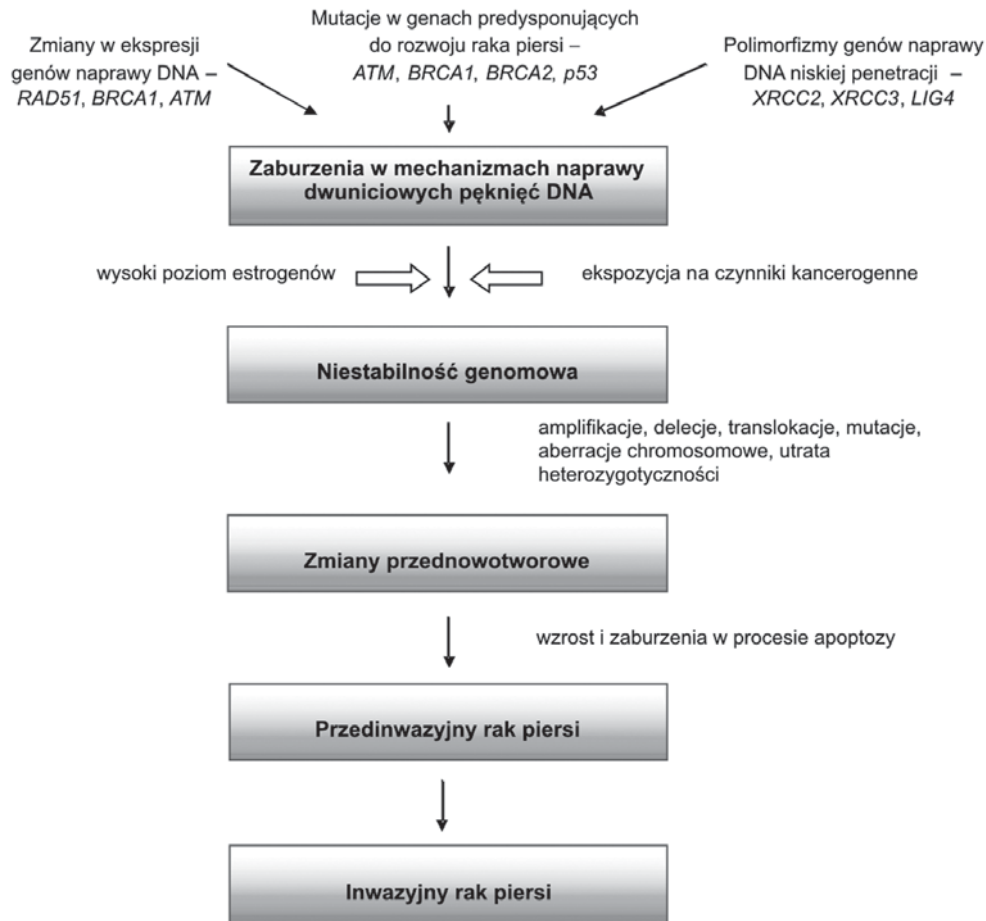 Zmiany w ekspresji
genów naprawy DNA –
RAD51, BRCA1, ATM
Mutacje w genach predysponujących
do rozwoju raka piersi –
ATM, BRCA1, BRCA2, p53
Polimorfizmy genów naprawy
DNA niskiej penetracji –
XRCC2, XRCC3, LIG4
Zaburzenia w mechanizmach naprawy
dwuniciowych pęknięć DNA
wysoki poziom estrogenów
ekspozycja na czynniki kancerogenne
Niestabilność genomowa
amplifikacje, delecje, translokacje, mutacje,
aberracje chromosomowe, utrata
heterozygotyczności
Zmiany przednowotworowe
wzrost i zaburzenia w procesie apoptozy
Przedinwazyjny rak piersi
Inwazyjny rak piersi